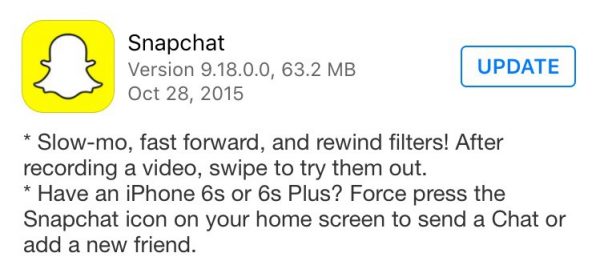 Snapchat
Version 9.18.0.0, 63.2 MB
UPDATE
Oct 28, 2015
* Slow-mo, fast forward, and rewind filters! After
recording a video, swipe to try them out.
* Have an iPhone 6s or 6s Plus? Force press the
Snapchat icon on your home screen to send a Chat or
add a new friend.